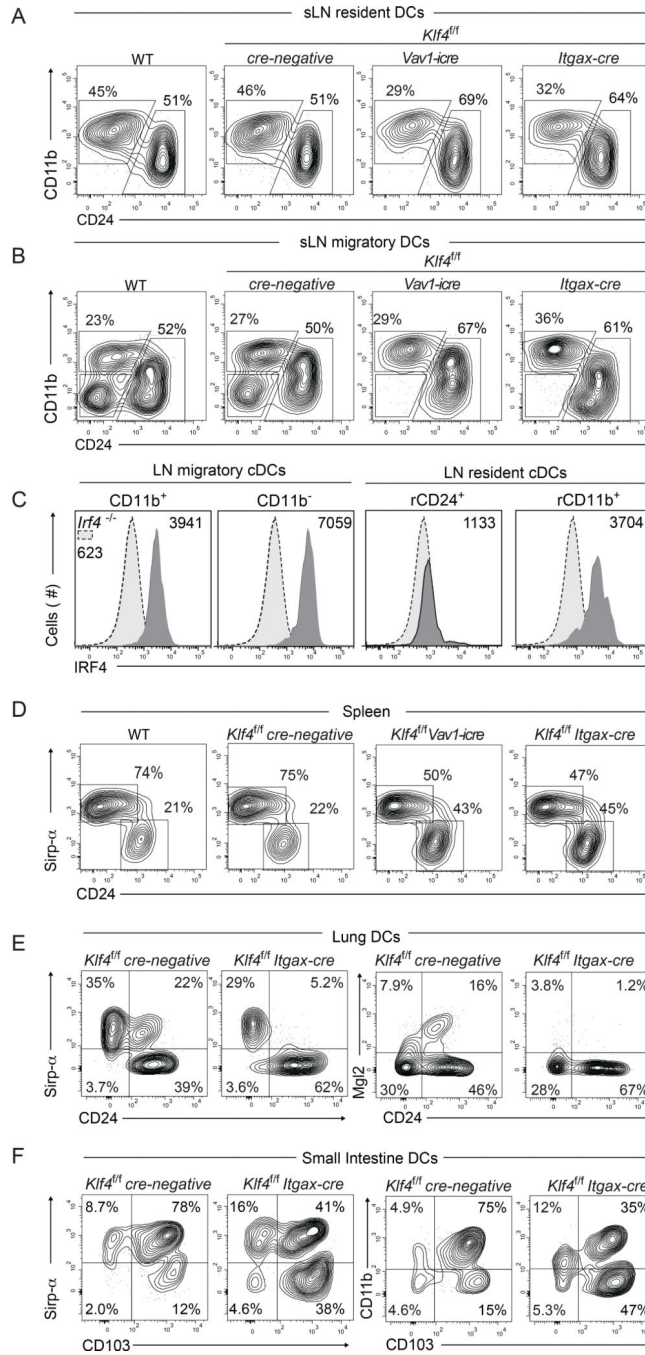 A
sLN resident DCs
Klf4f/f
WT
cre-negative
Vav1-icre
Itgax-cre
45%
51%
46%
51%
29%
69%
32%
64%
CD11b
CD24
B
sLN migratory DCs
Klf4f/f
WT
cre-negative
Vav1-icre
Itgax-cre
23%
52%
27%
50%
29%
67%
36%
61%
CD11b
CD24
C
LN migratory cDCs
LN resident cDCs
CD11b+
CD11b-
rCD24+
rCD11b+
Irf4 -/-
623
3941
7059
1133
3704
Cells ( #)
IRF4
D
Spleen
WT
Klf4f/f cre-negative
Klf4f/f Vav1-icre
Klf4f/f Itgax-cre
74%
21%
75%
22%
50%
43%
47%
45%
Sirp-α
CD24
E
Lung DCs
Klf4f/f cre-negative
Klf4f/f Itgax-cre
Klf4f/f cre-negative
Klf4f/f Itgax-cre
35%
22%
29%
5.2%
7.9%
16%
3.8%
1.2%
Sirp-α
Mgl2
3.7%
39%
3.6%
62%
30%
46%
28%
67%
CD24
CD24
F
Small Intestine DCs
Klf4f/f cre-negative
Klf4f/f Itgax-cre
Klf4f/f cre-negative
Klf4f/f Itgax-cre
8.7%
78%
16%
41%
4.9%
75%
12%
35%
Sirp-α
CD11b
2.0%
12%
4.6%
38%
4.6%
15%
5.3%
47%
CD103
CD103